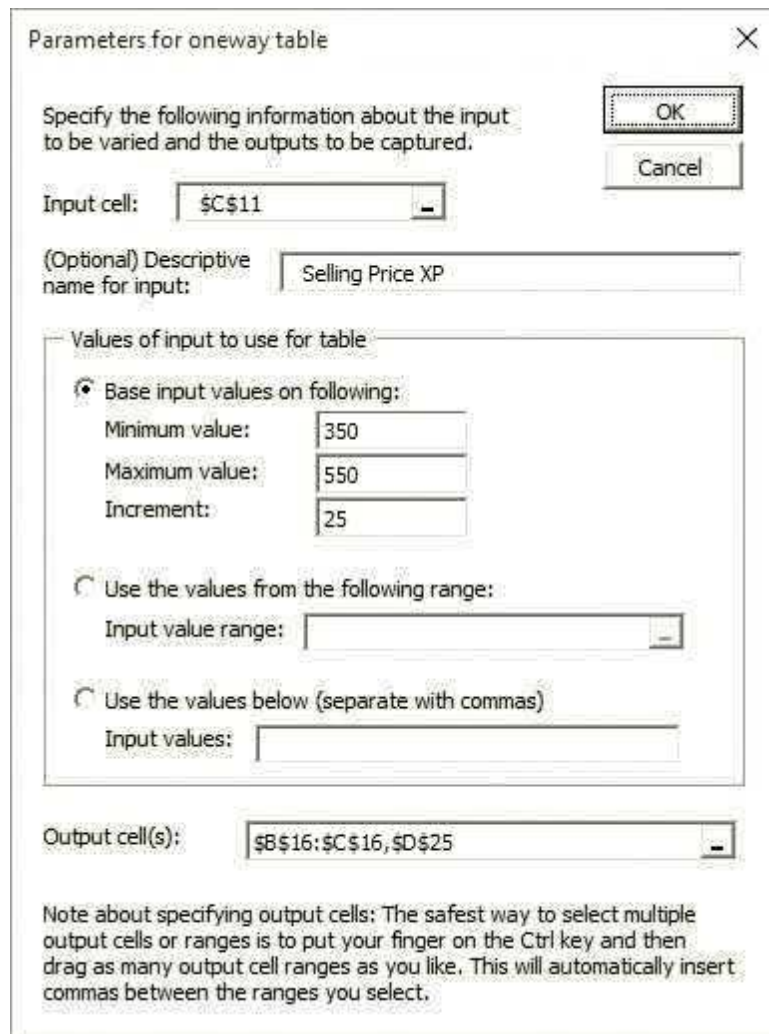 Parameters for oneway table
Specify the following information about the input
to be varied and the outputs to be captured.
OK
Cancel
Input cell: $C$11
(Optional) Descriptive
name for input: Selling Price XP
Values of input to use for table
Base input values on following:
Minimum value: 350
Maximum value: 550
Increment: 25
Use the values from the following range:
Input value range:
Use the values below (separate with commas)
Input values:
Output cell(s): $B$16:$C$16,$D$25
Note about specifying output cells: The safest way to select multiple
output cells or ranges is to put your finger on the Ctrl key and then
drag as many output cell ranges as you like. This will automatically insert
commas between the ranges you select.